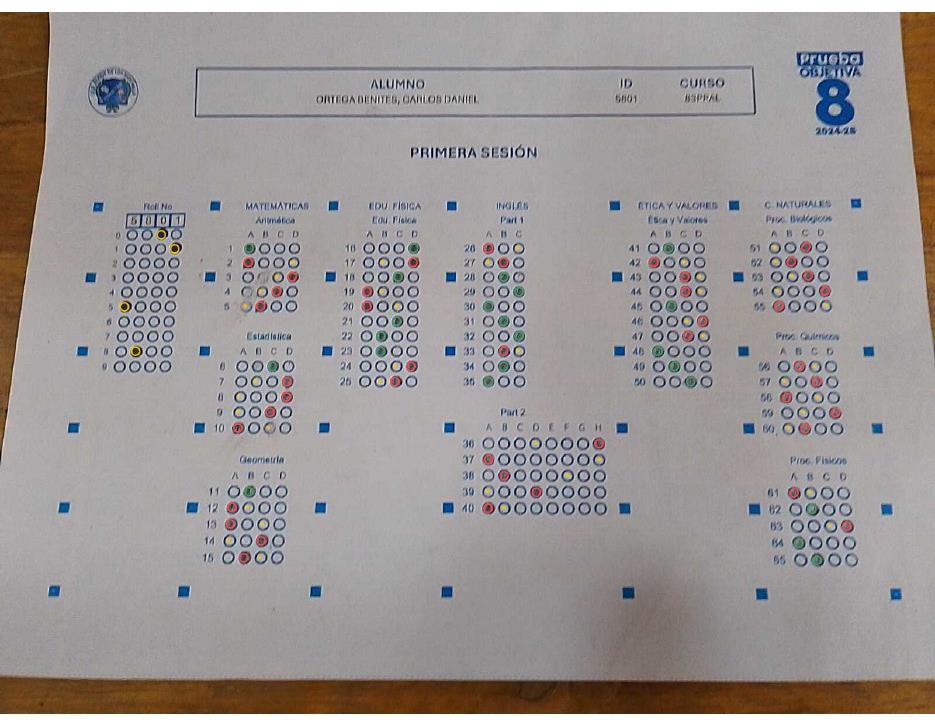 Prueba
OBJETIVA
8
2024-25
ALUMNO ID CURSO
ORTEGA BENITES, CARLOS DANIEL 5801 83PRAL
PRIMERA SESIÓN
Roll No
5 8 0 1
0
1
2
3
4
5
6
7
8
9
MATEMÁTICAS
Aritmética
A B C D
1
2
3
4
5
Estadística
A B C D
6
7
8
9
10
Geometría
A B C D
11
12
13
14
15
EDU. FÍSICA
Edu. Física
A B C D
16
17
18
19
20
21
22
23
24
25
INGLÉS
Part 1
A B C
26
27
28
29
30
31
32
33
34
35
Part 2
A B C D E F G H
36
37
38
39
40
ÉTICA Y VALORES
Ética y Valores
A B C D
41
42
43
44
45
46
47
48
49
50
C. NATURALES
Proc. Biológicos
A B C D
51
52
53
54
55
Proc. Químicos
A B C D
56
57
58
59
60
Proc. Físicos
A B C D
61
62
63
64
65